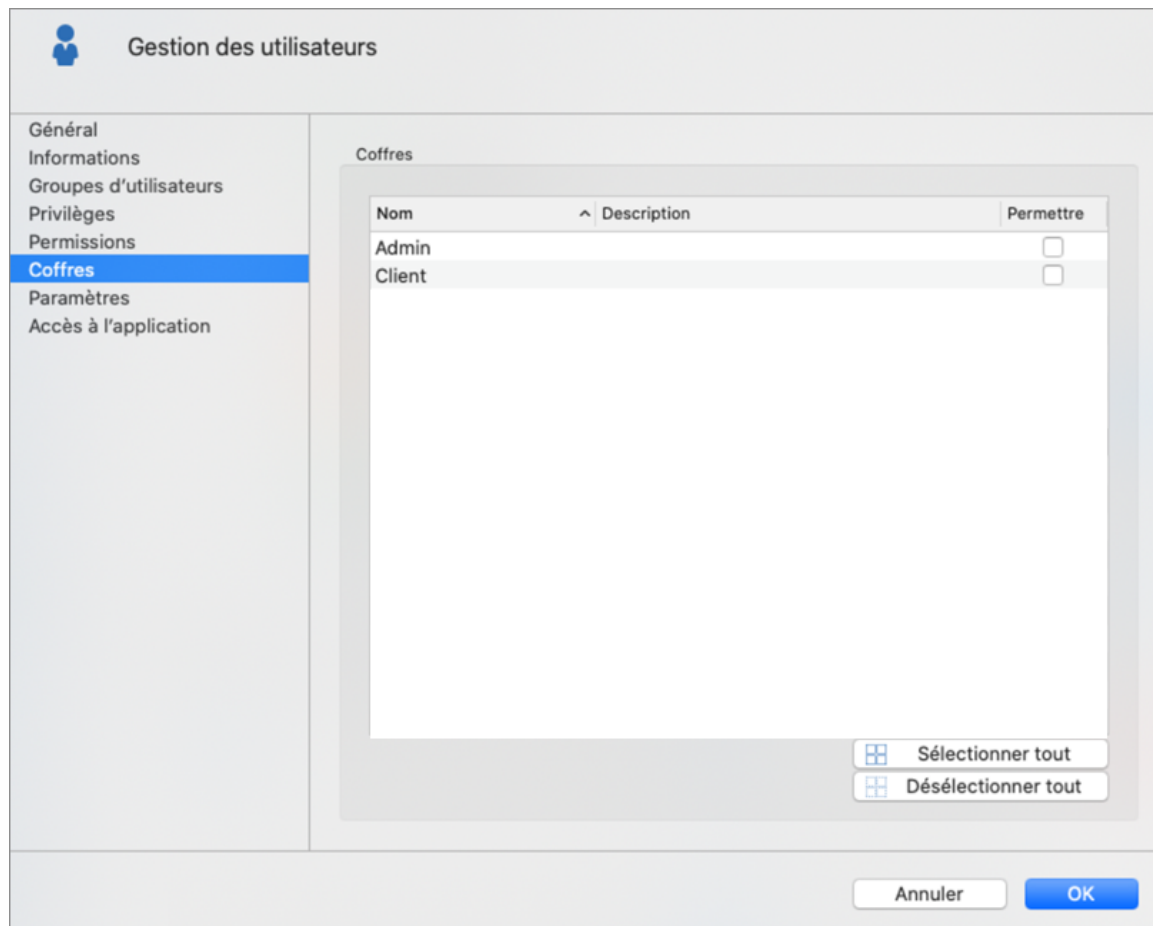 Gestion des utilisateurs
Général
Informations
Groupes d'utilisateurs
Privilèges
Permissions
Coffres
Paramètres
Accès à l'application
Coffres
Nom Description Permettre
Admin
Client
Sélectionner tout
Désélectionner tout
Annuler OK